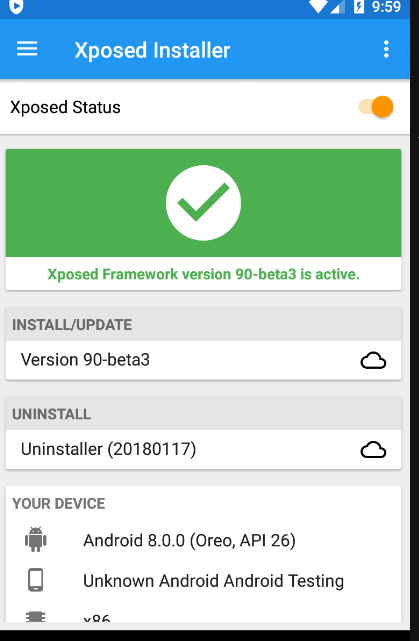 9:59
Xposed Installer
Xposed Status
Xposed Framework version 90-beta3 is active.
INSTALL/UPDATE
Version 90-beta3
UNINSTALL
Uninstaller (20180117)
YOUR DEVICE
Android 8.0.0 (Oreo, API 26)
Unknown Android Android Testing
x86